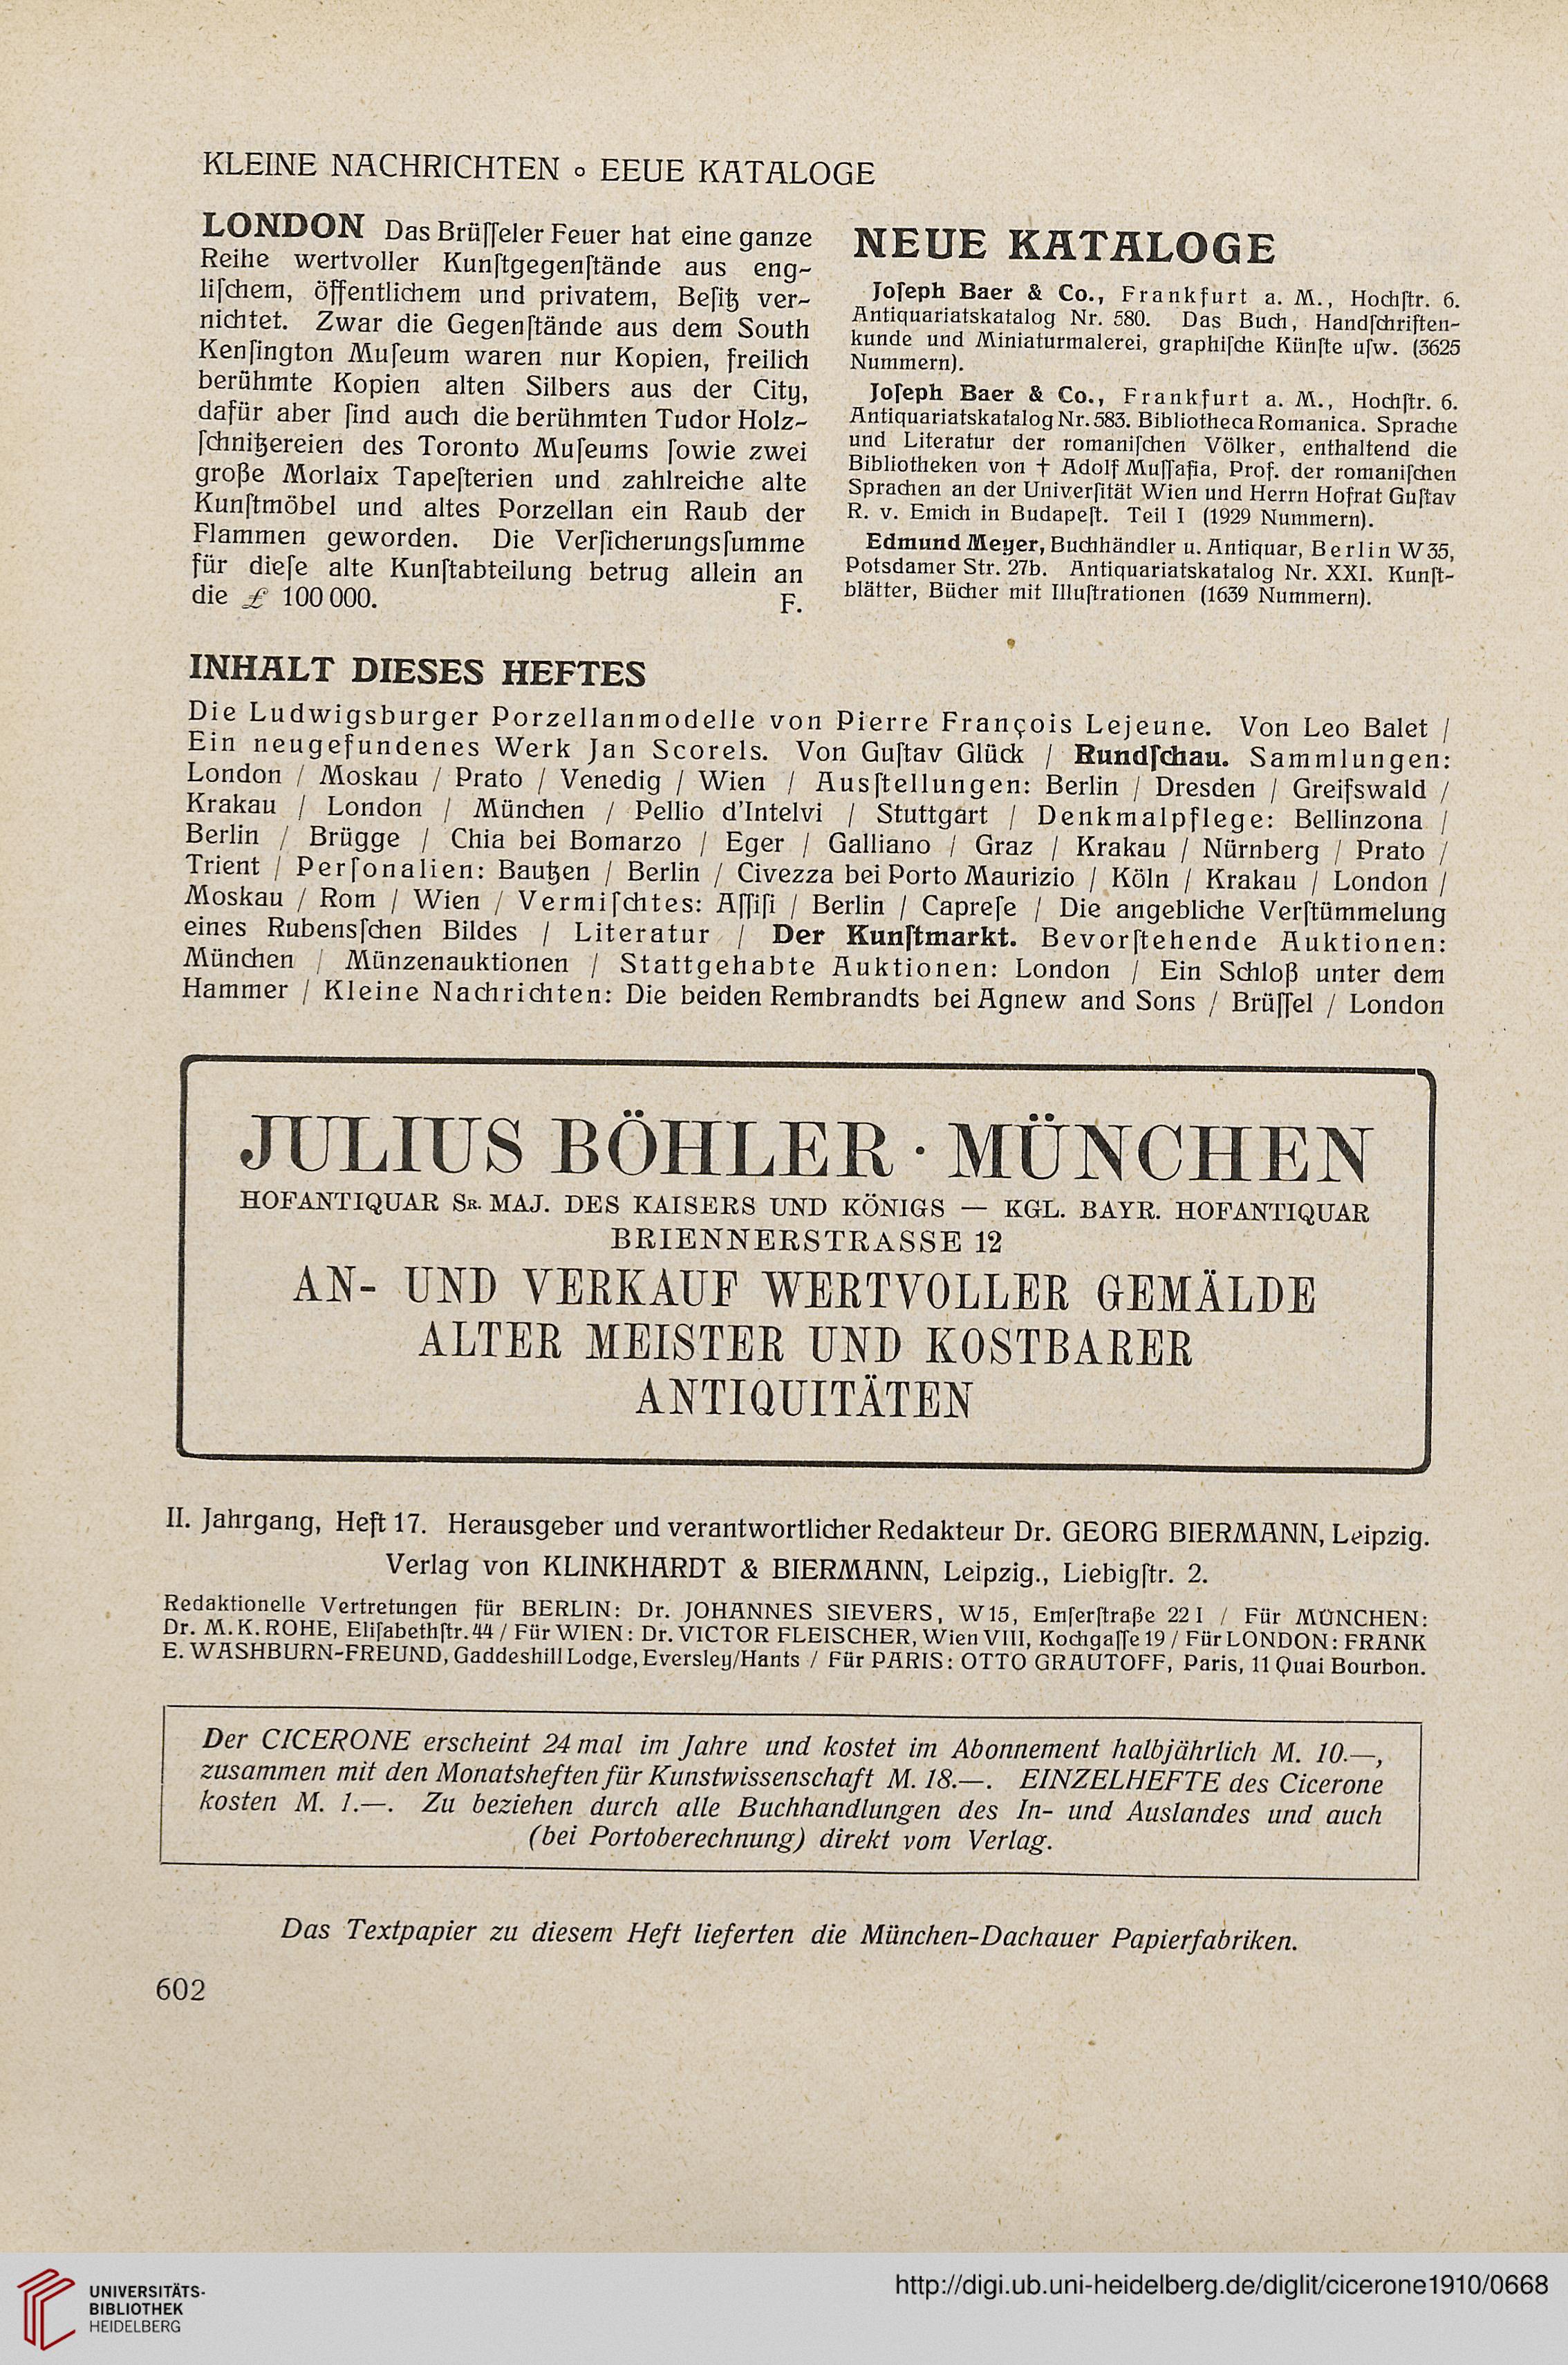 KLEINE NACHRICHTEN ∘ EEUE KATALOGE
LONDON Das Brüſſeler Feuer hat eine ganze
Reihe wertvoller Kunſtgegenſtände aus eng-
liſchem, öffentlichem und privatem, Beſitz ver-
nichtet. Zwar die Gegenſtände aus dem South
Kenſington Muſeum waren nur Kopien, freilich
berühmte Kopien alten Silbers aus der City,
dafür aber ſind auch die berühmten Tudor Holz-
ſchnitzereien des Toronto Muſeums ſowie zwei
große Morlaix Tapeſterien und zahlreiche alte
Kunſtmöbel und altes Porzellan ein Raub der
Flammen geworden. Die Verſicherungsſumme
für dieſe alte Kunſtabteilung betrug allein an
die £ 100 000. F.
NEUE KATALOGE
Joſeph Baer & Co., Frankfurt a. M., Hochſtr. 6.
Antiquariatskatalog Nr. 580. Das Buch, Handſchriften-
kunde und Miniaturmalerei, graphiſche Künſte uſw. (3625
Nummern).
Joſeph Baer & Co., Frankfurt a. M., Hochſtr. 6.
Antiquariatskatalog Nr. 583. Bibliotheca Romanica. Sprache
und Literatur der romaniſchen Völker, enthaltend die
Bibliotheken von † Adolf Muſſafia, Prof. der romaniſchen
Sprachen an der Univerſität Wien und Herrn Hofrat Guſtav
R. v. Emich in Budapeſt. Teil I (1929 Nummern).
Edmund Meyer, Buchhändler u. Antiquar, Berlin W 35,
Potsdamer Str. 27b. Antiquariatskatalog Nr. XXI. Kunſt-
blätter, Bücher mit Illuſtrationen (1639 Nummern).
INHALT DIESES HEFTES
Die Ludwigsburger Porzellanmodelle von Pierre François Lejeune. Von Leo Balet /
Ein neugefundenes Werk Jan Scorels. Von Guſtav Glück / Rundſchau. Sammlungen:
London / Moskau / Prato / Venedig / Wien / Ausſtellungen: Berlin / Dresden / Greifswald /
Krakau / London / München / Pellio d'Intelvi / Stuttgart / Denkmalpflege: Bellinzona /
Berlin / Brügge / Chia bei Bomarzo / Eger / Galliano / Graz / Krakau / Nürnberg / Prato /
Trient / Perſonalien: Bautzen / Berlin / Civezza bei Porto Maurizio / Köln / Krakau / London /
Moskau / Rom / Wien / Vermiſchtes: Aſſiſi / Berlin / Capreſe / Die angebliche Verſtümmelung
eines Rubensſchen Bildes / Literatur / Der Kunſtmarkt. Bevorſtehende Auktionen:
München / Münzenauktionen / Stattgehabte Auktionen: London / Ein Schloß unter dem
Hammer / Kleine Nachrichten: Die beiden Rembrandts bei Agnew and Sons / Brüſſel / London
JULIUS BÖHLER · MÜNCHEN
HOFANTIQUAR SR. MAJ. DES KAISERS UND KÖNIGS — KGL. BAYR. HOFANTIQUAR
BRIENNERSTRASSE 12
AN- UND VERKAUF WERTVOLLER GEMÄLDE
ALTER MEISTER UND KOSTBARER
ANTIQUITÄTEN
II. Jahrgang, Heft 17. Herausgeber und verantwortlicher Redakteur Dr. GEORG BIERMANN, Leipzig.
Verlag von KLINKHARDT & BIERMANN, Leipzig., Liebigſtr. 2.
Redaktionelle Vertretungen für BERLIN: Dr. JOHANNES SIEVERS, W 15, Emſerſtraße 22 I / Für MÜNCHEN:
Dr. M. K. ROHE, Eliſabethſtr. 44 / Für WIEN: Dr. VICTOR FLEISCHER, Wien VIII, Kochgaſſe 19 / Für LONDON: FRANK
E. WASHBURN-FREUND, Gaddeshill Lodge, Eversley/Hants / Für PARIS: OTTO GRAUTOFF, Paris, 11 Quai Bourbon.
Der CICERONE erscheint 24 mal im Jahre und kostet im Abonnement halbjährlich M. 10.—,
zusammen mit den Monatsheften für Kunstwissenschaft M. 18.—. EINZELHEFTE des Cicerone
kosten M. 1.—. Zu beziehen durch alle Buchhandlungen des In- und Auslandes und auch
(bei Portoberechnung) direkt vom Verlag.
Das Textpapier zu diesem Heft lieferten die München-Dachauer Papierfabriken.
602
UNIVERSITÄTS-
BIBLIOTHEK
HEIDELBERG
http://digi.ub.uni-heidelberg.de/diglit/cicerone1910/0668